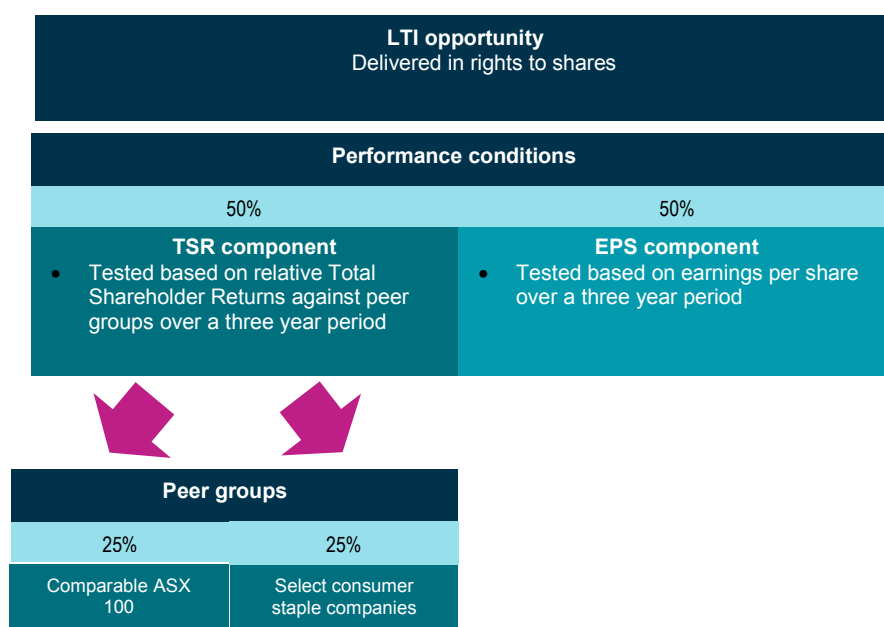 LTI opportunity
Delivered in rights to shares
Performance conditions
50%
50%
TSR component
• Tested based on relative Total
Shareholder Returns against peer
groups over a three year period
EPS component
• Tested based on earnings per share
over a three year period
Peer groups
25%
25%
Comparable ASX
100
Select consumer
staple companies